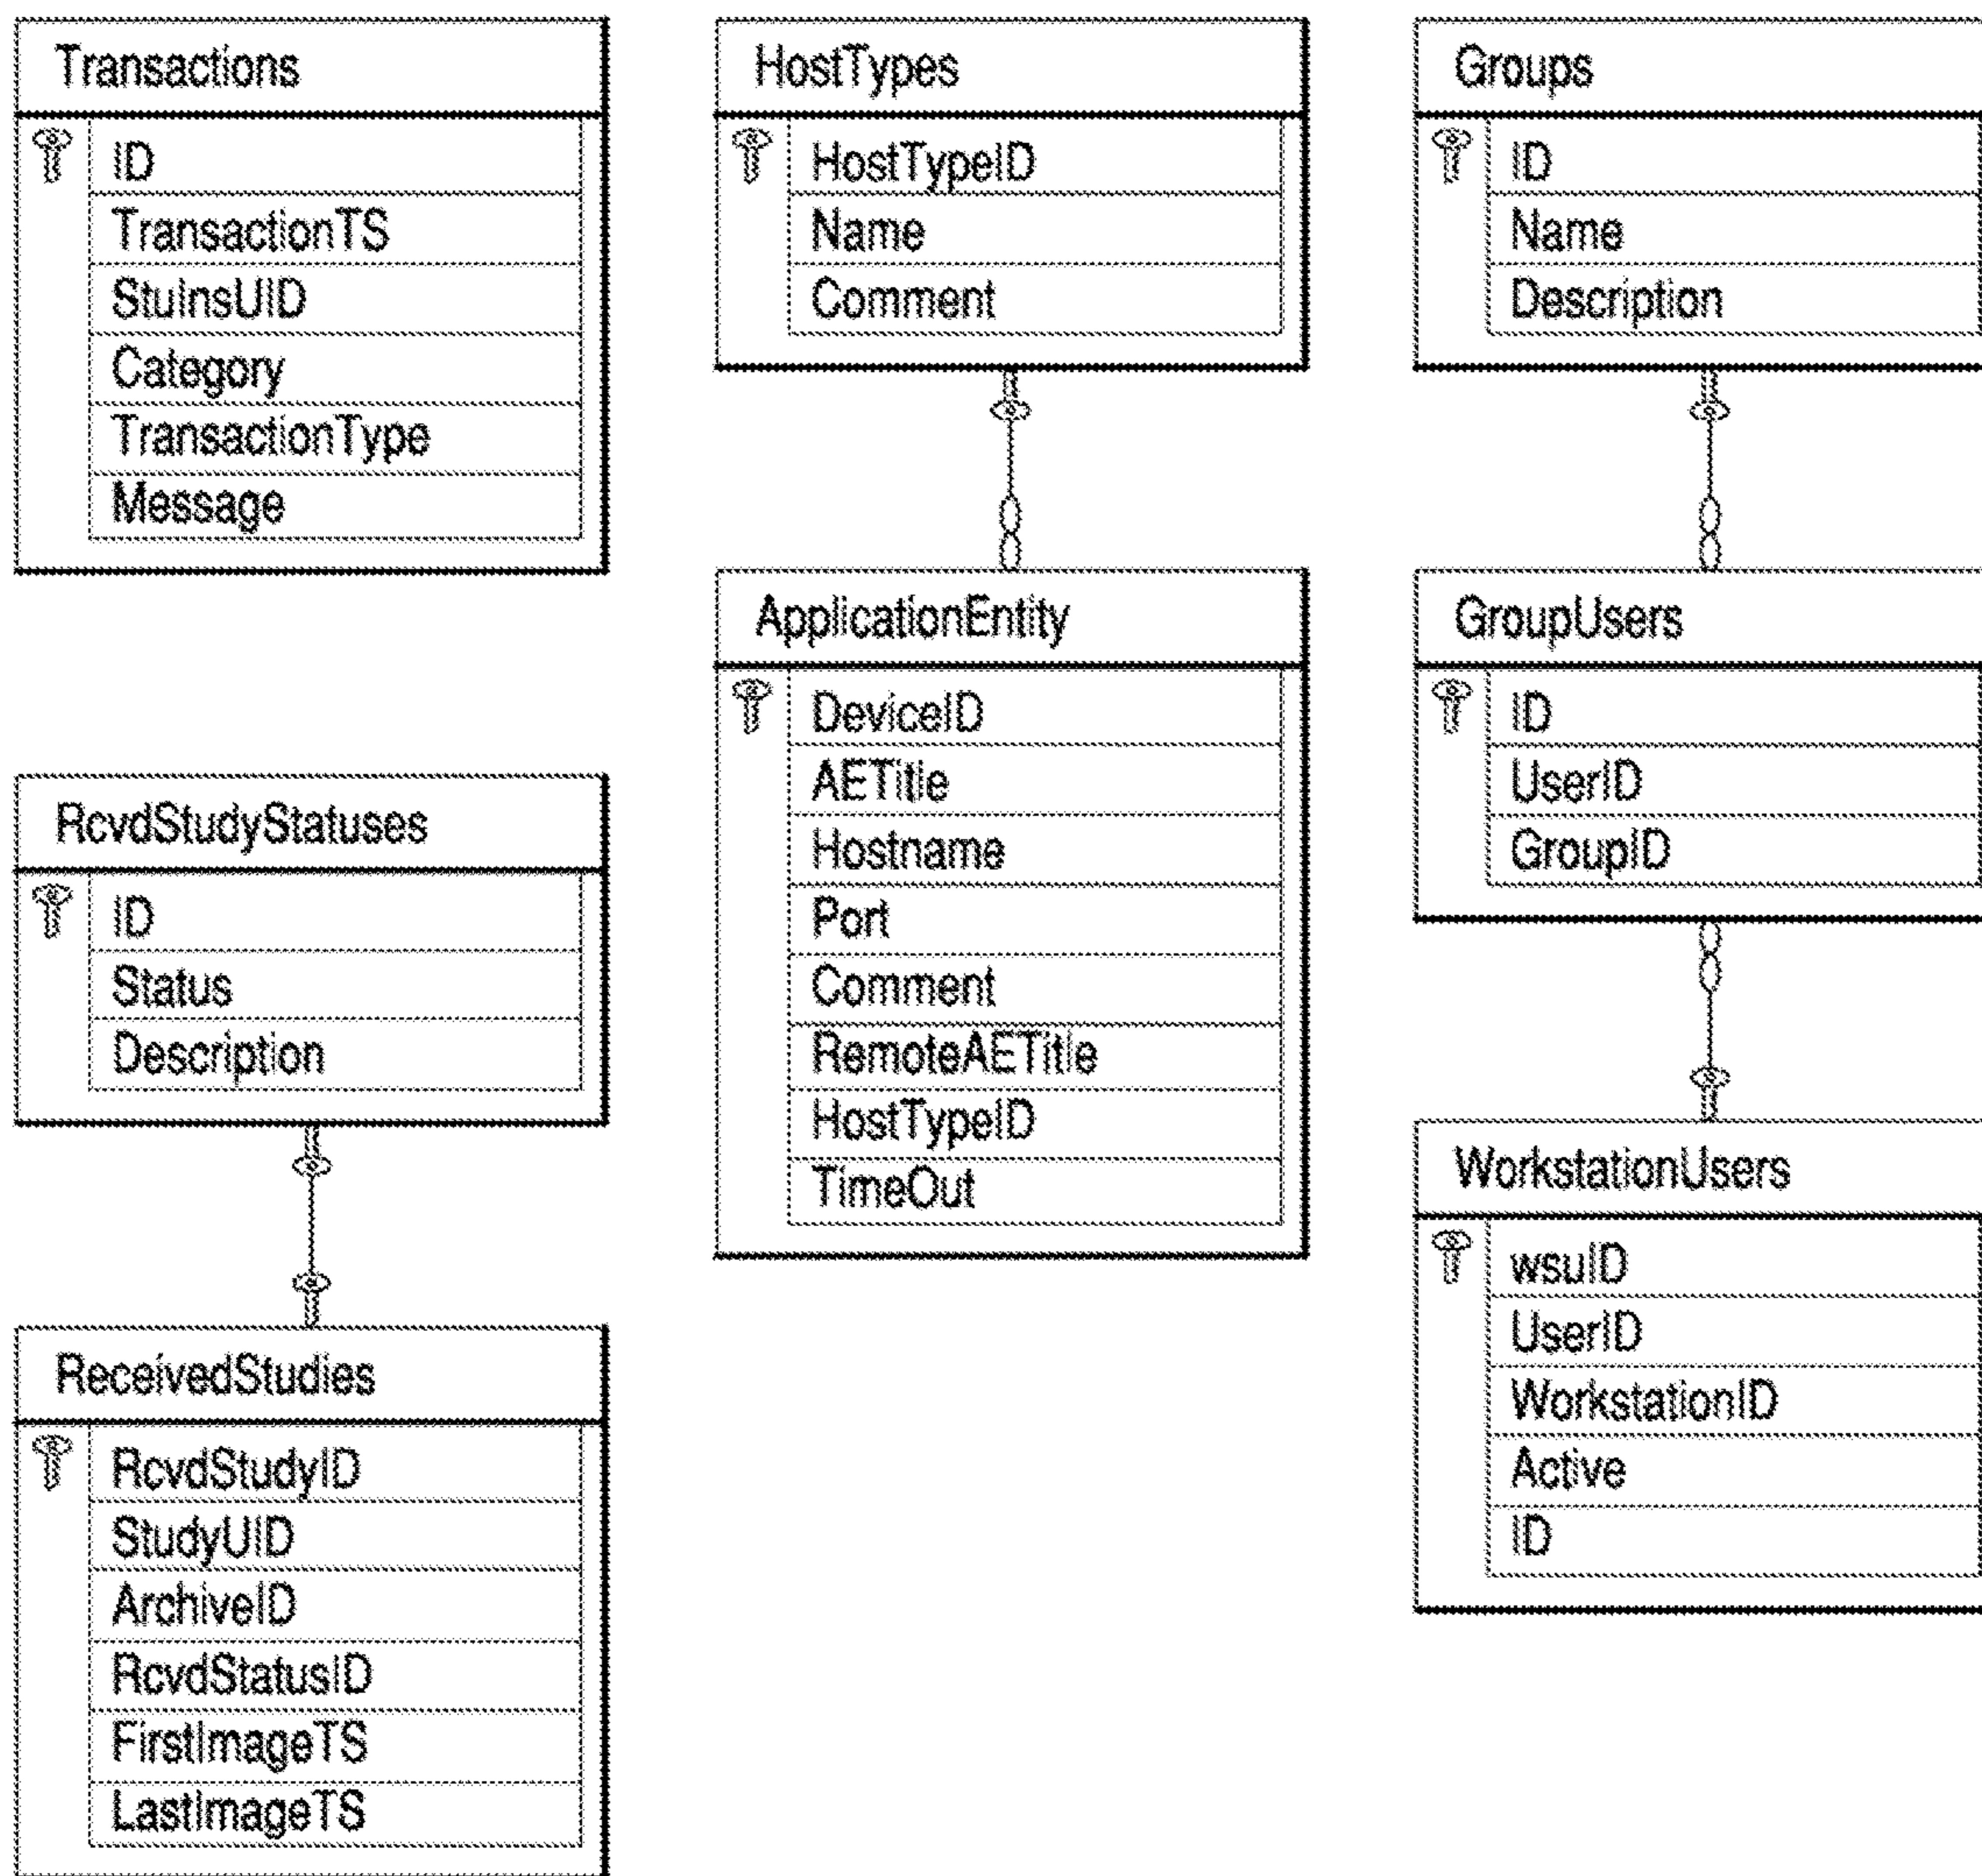 Transactions
ID
TransactionTS
StuInsUID
Category
TransactionType
Message
RcvdStudyStatuses
ID
Status
Description
ReceivedStudies
RcvdStudyID
StudyUID
ArchiveID
RcvdStatusID
FirstImageTS
LastImageTS
HostTypes
HostTypeID
Name
Comment
ApplicationEntity
DeviceID
AETitle
Hostname
Port
Comment
RemoteAETitle
HostTypeID
TimeOut
Groups
ID
Name
Description
GroupUsers
ID
UserID
GroupID
WorkstationUsers
wsuID
UserID
WorkstationID
Active
ID